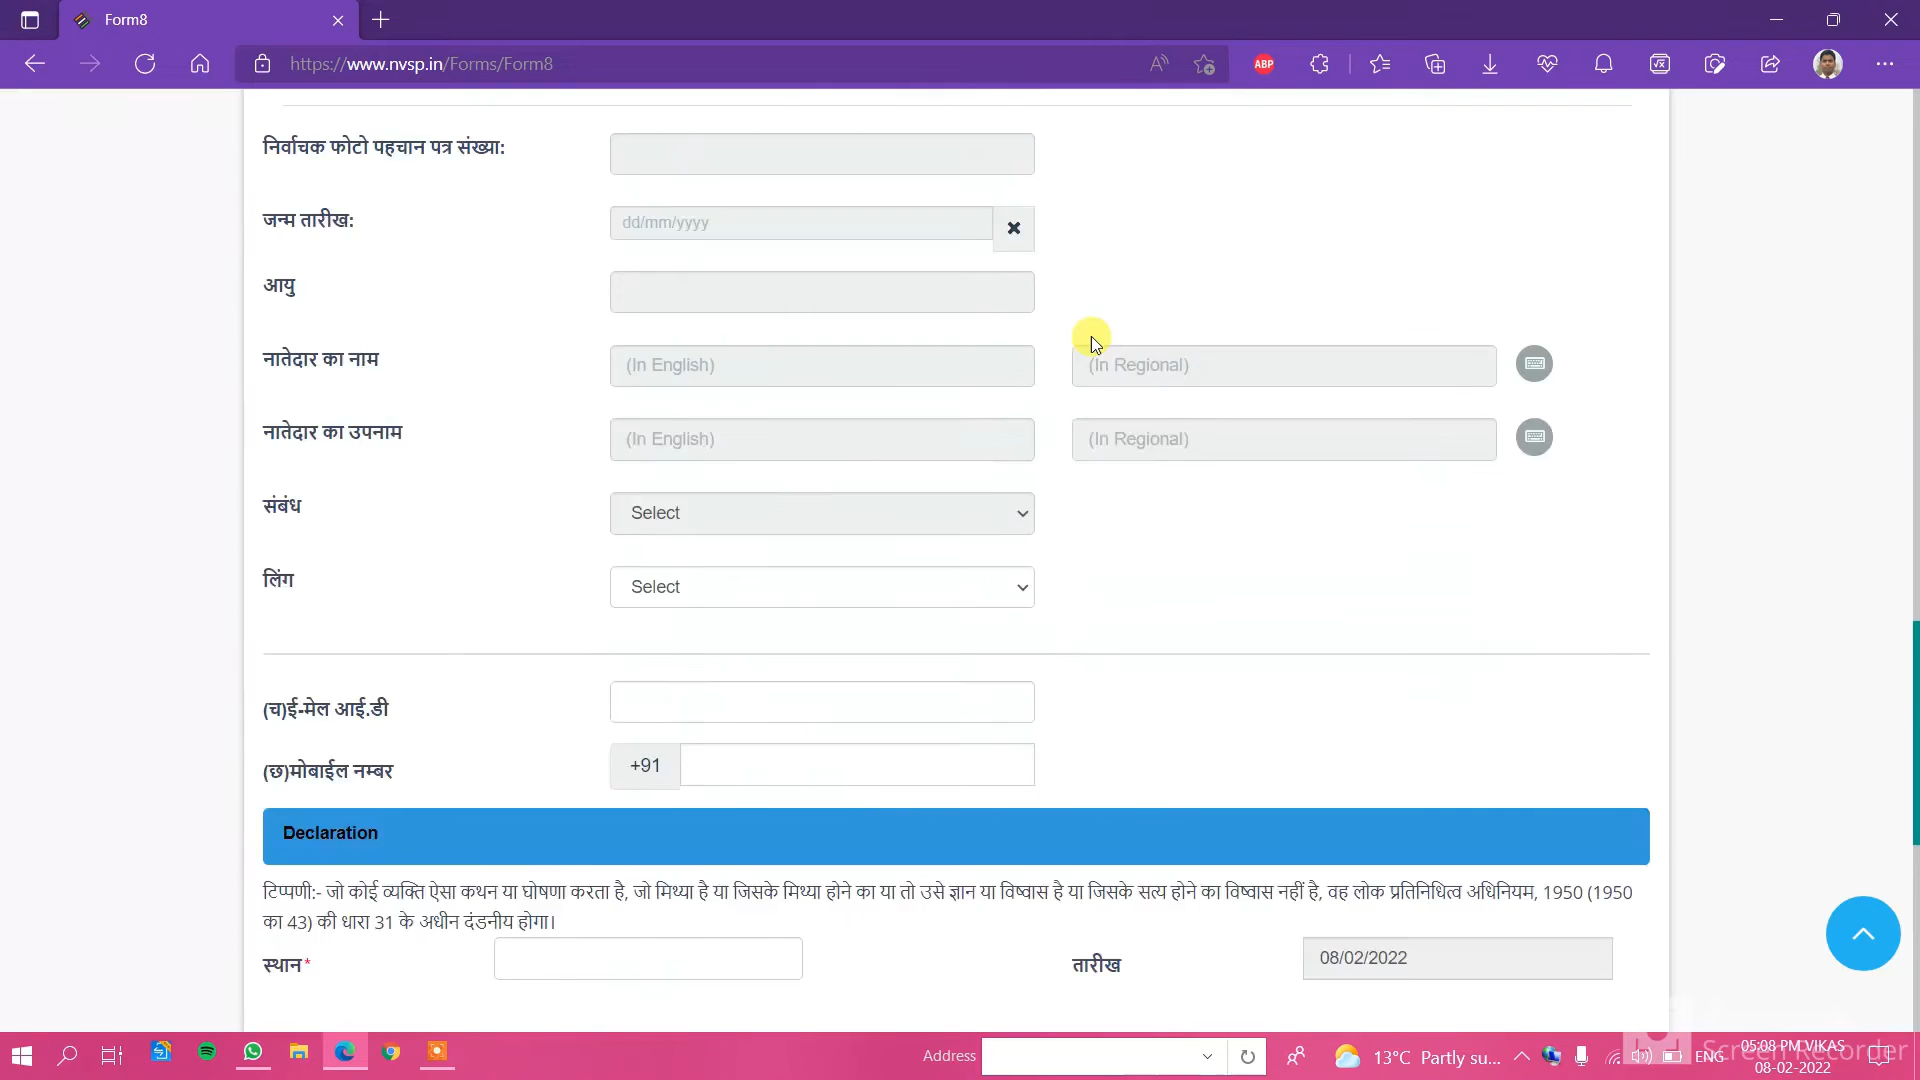 Form8
https://www.nvsp.in/Forms/Form8
ABP
निर्वाचक फोटो पहचान पत्र संख्या:
जन्म तारीख:
dd/mm/yyyy
आयु
नातेदार का नाम
(In English)
(In Regional)
नातेदार का उपनाम
(In English)
(In Regional)
संबंध
Select
लिंग
Select
(च)ई-मेल आई.डी
(छ)मोबाईल नम्बर
+91
Declaration
टिप्पणी:- जो कोई व्यक्ति ऐसा कथन या घोषणा करता है, जो मिथ्या है या जिसके मिथ्या होने का या तो उसे ज्ञान या विष्वास है या जिसके सत्य होने का विष्वास नहीं है, वह लोक प्रतिनिधित्व अधिनियम, 1950 (1950
का 43) की धारा 31 के अधीन दंडनीय होगा।
स्थान*
तारीख
08/02/2022
Address
13°C Partly su...
ENG
05:08 PM VIKAS
08-02-2022
Screen Recorder